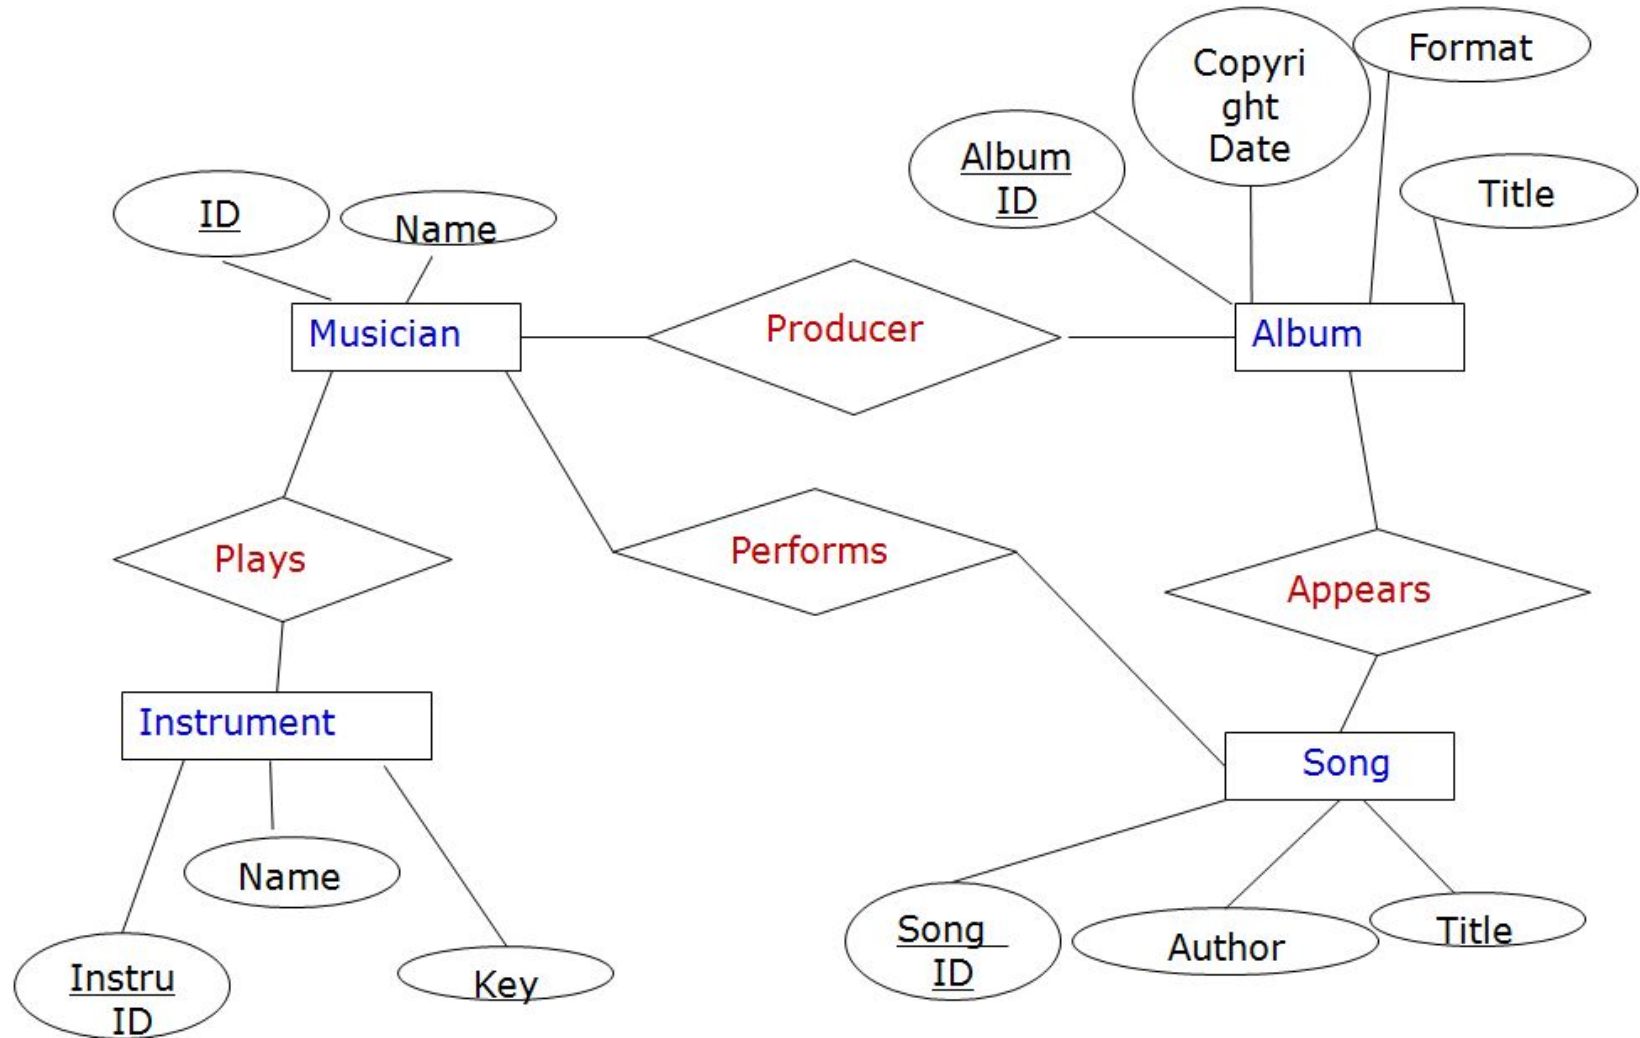 Copyri
ght
Date
Format
Album
ID
Title
ID
Name
Musician
Producer
Album
Plays
Performs
Appears
Instrument
Song
Name
Song
ID
Author
Title
Instru
ID
Key